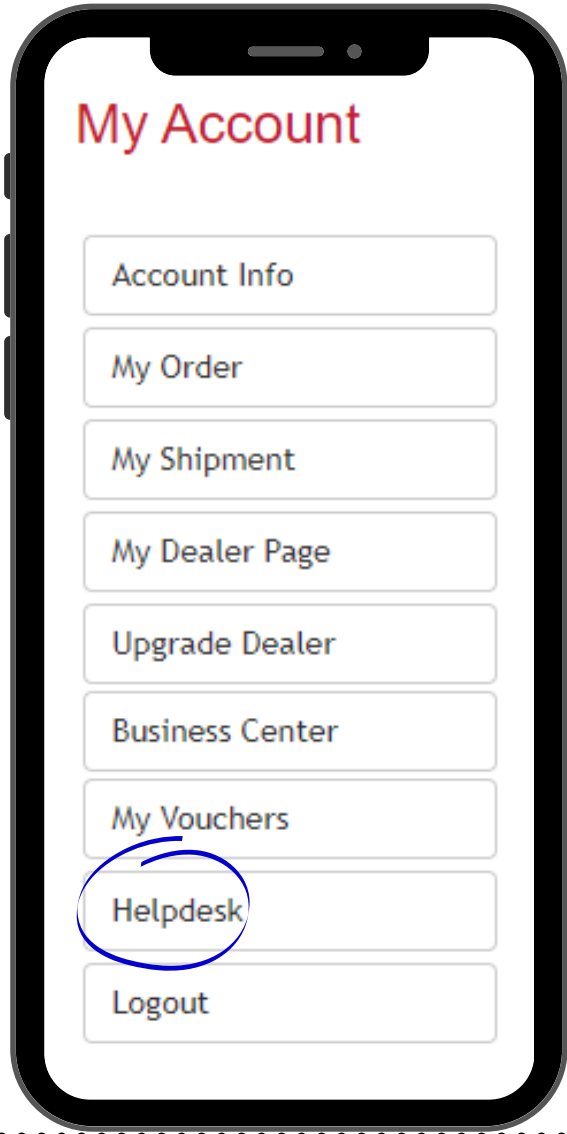 My Account
Account Info
My Order
My Shipment
My Dealer Page
Upgrade Dealer
Business Center
My Vouchers
Helpdesk
Logout